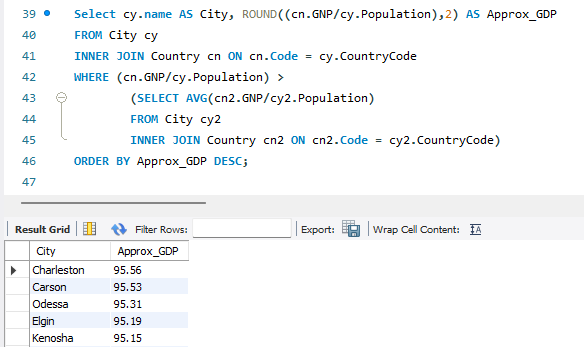 39 Select cy.name AS City, ROUND((cn.GNP/cy.Population),2) AS Approx_GDP
40 FROM City cy
41 INNER JOIN Country cn ON cn.Code = cy.CountryCode
42 WHERE (cn.GNP/cy.Population) >
43 (SELECT AVG(cn2.GNP/cy2.Population)
44 FROM City cy2
45 INNER JOIN Country cn2 ON cn2.Code = cy2.CountryCode)
46 ORDER BY Approx_GDP DESC;
47
Result Grid Filter Rows: Export: Wrap Cell Content:
City Approx_GDP
Charleston 95.56
Carson 95.53
Odessa 95.31
Elgin 95.19
Kenosha 95.15